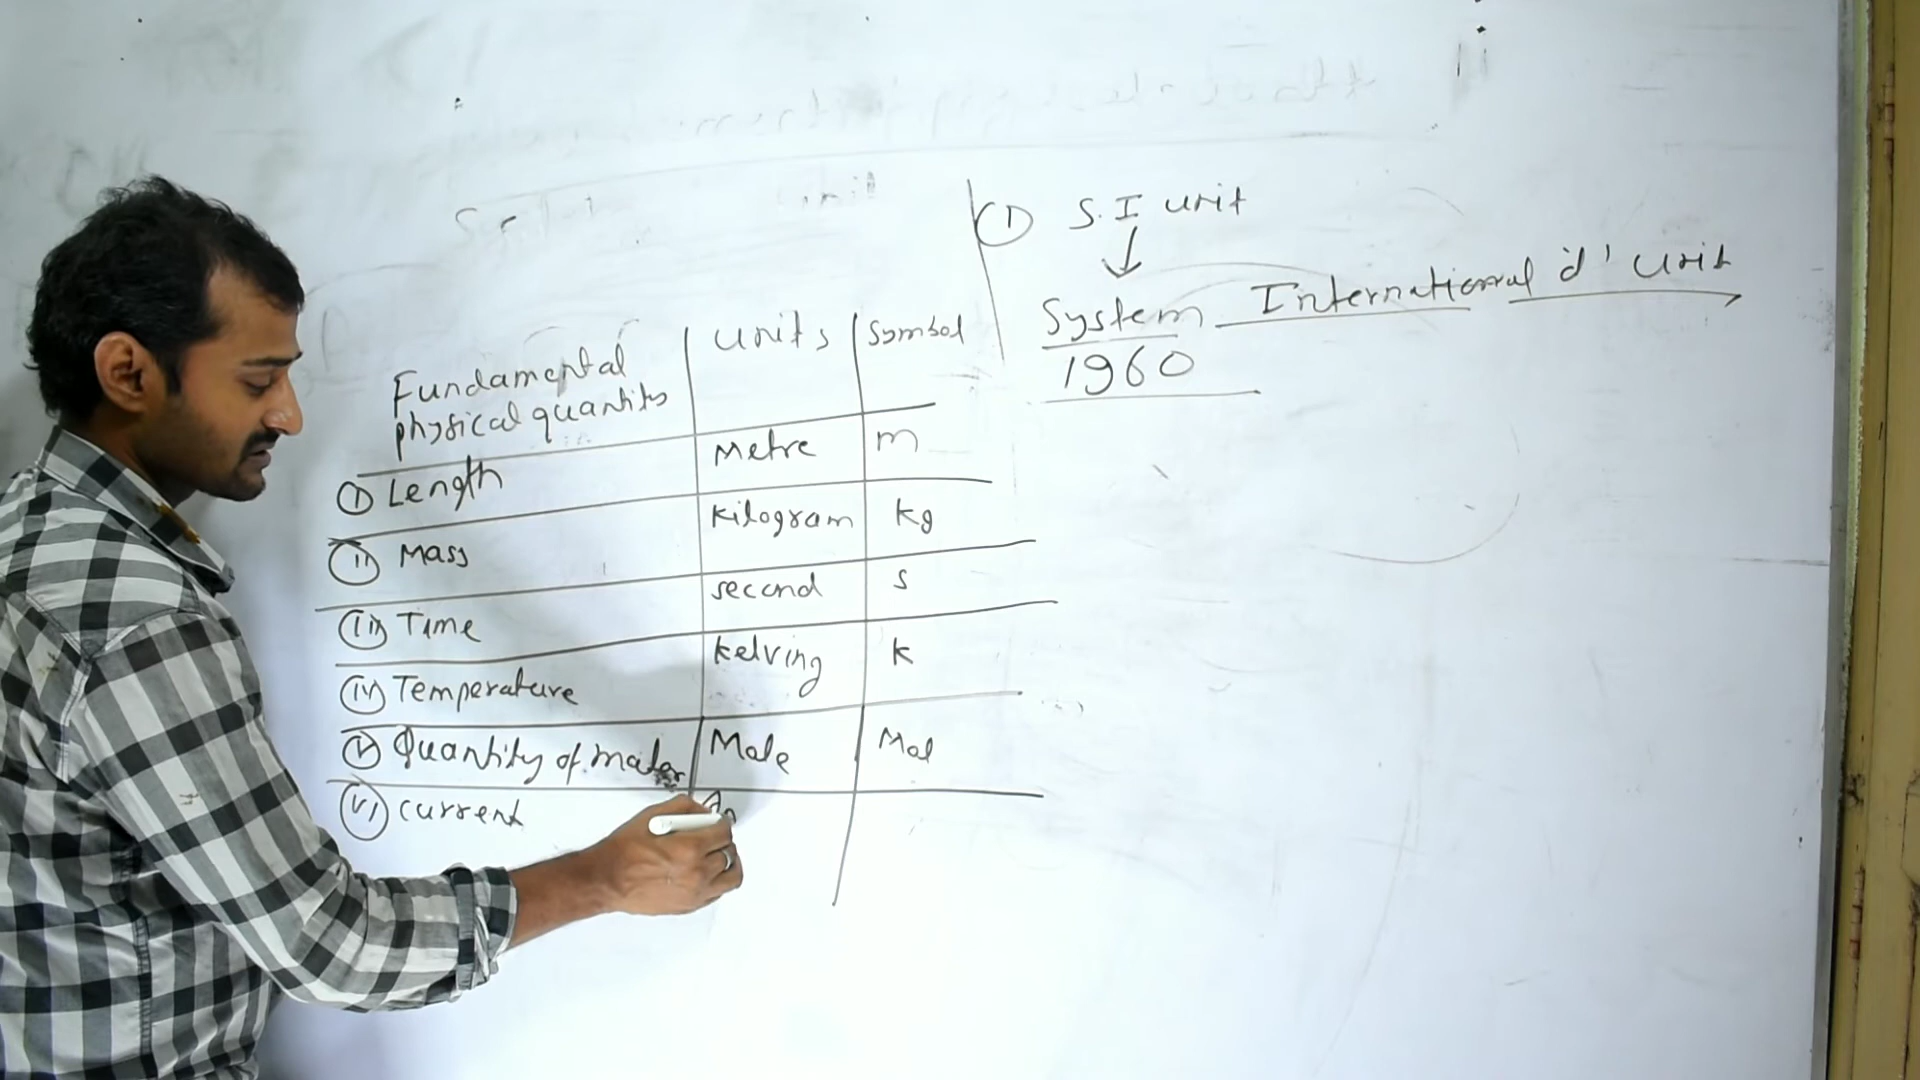 ① S.I unit
System International d' unit
1960
Fundamental physical quantity units symbol
① Length Metre m
(ii) Mass Kilogram kg
(iii) Time second s
(iv) Temperature kelving k
(v) Quantity of mater Mole Mol
(vi) current